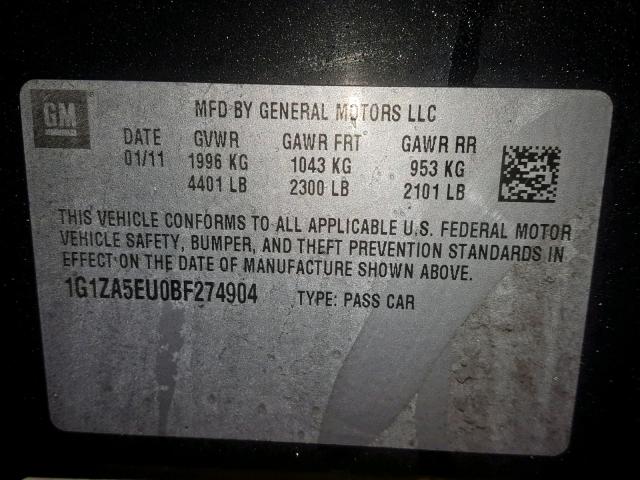 GM
MFD BY GENERAL MOTORS LLC
DATE GVWR GAWR FRT GAWR RR
01/11 1996 KG 1043 KG 953 KG
4401 LB 2300 LB 2101 LB
THIS VEHICLE CONFORMS TO ALL APPLICABLE U.S. FEDERAL MOTOR
VEHICLE SAFETY, BUMPER, AND THEFT PREVENTION STANDARDS IN
EFFECT ON THE DATE OF MANUFACTURE SHOWN ABOVE.
1G1ZA5EU0BF274904 TYPE: PASS CAR